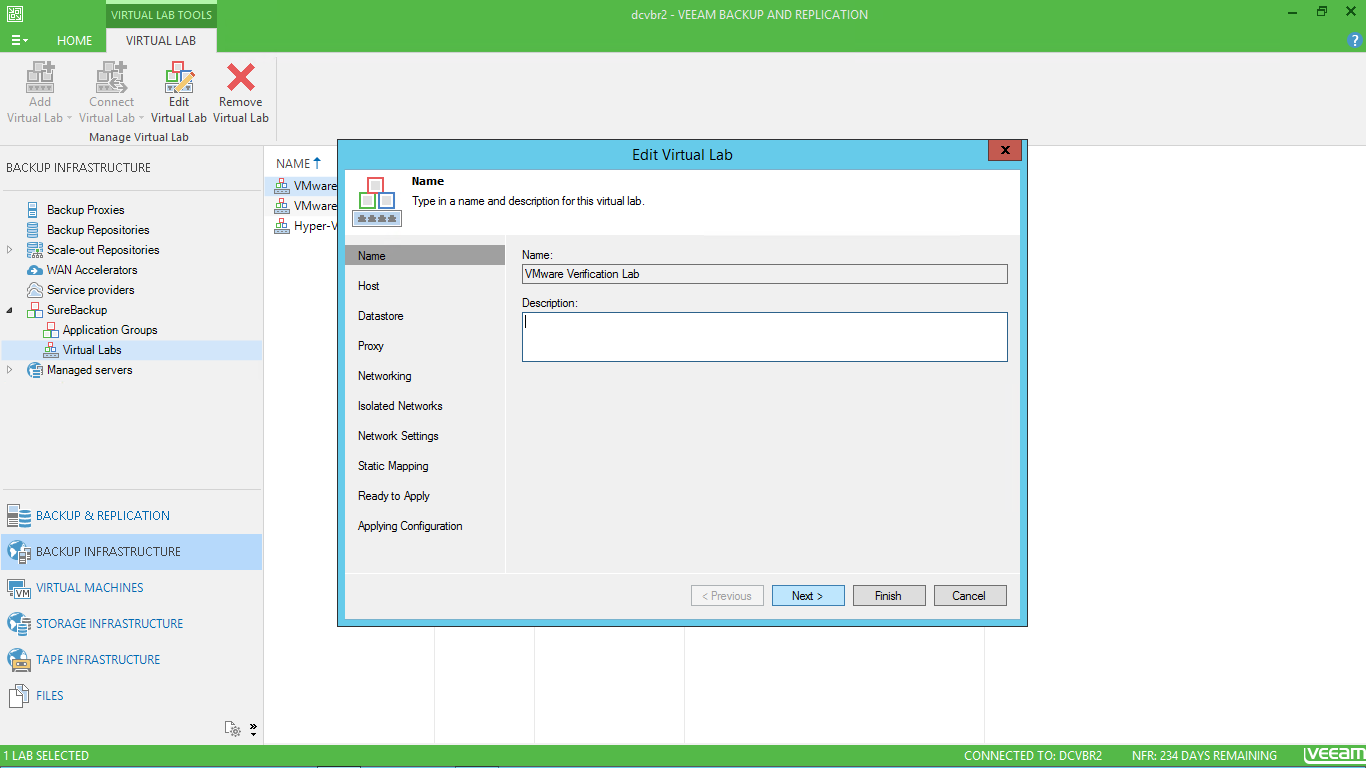 VIRTUAL LAB TOOLS
dcvbr2 - VEEAM BACKUP AND REPLICATION
HOME
VIRTUAL LAB
?
Add
Virtual Lab
Connect
Virtual Lab
Edit
Virtual Lab
Remove
Virtual Lab
Manage Virtual Lab
BACKUP INFRASTRUCTURE
Backup Proxies
Backup Repositories
Scale-out Repositories
WAN Accelerators
Service providers
SureBackup
Application Groups
Virtual Labs
Managed servers
BACKUP & REPLICATION
BACKUP INFRASTRUCTURE
VM
VIRTUAL MACHINES
STORAGE INFRASTRUCTURE
TAPE INFRASTRUCTURE
FILES
NAME
VMware
VMware
Hyper-V
Edit Virtual Lab
x
Name
Type in a name and description for this virtual lab.
Name
Host
Datastore
Proxy
Networking
Isolated Networks
Network Settings
Static Mapping
Ready to Apply
Applying Configuration
Name:
VMware Verification Lab
Description:
< Previous
Next >
Finish
Cancel
1 LAB SELECTED
CONNECTED TO: DCVBR2
NFR: 234 DAYS REMAINING
veeam